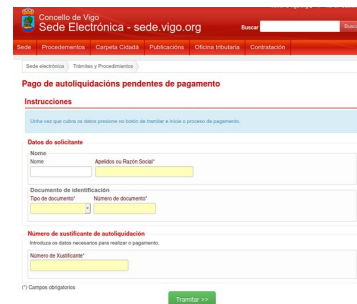 Concello de Vigo
Sede Electrónica - sede.vigo.org
Buscar
Sede Procedementos Carpeta Cidadá Publicacións Oficina tributaria Contratación
Sede electrónica Trámites y Procedimientos
Pago de autoliquidacións pendentes de pagamento
Instrucciones
Unha vez que cubra os datos presione no botón de tramitar e inicie o proceso de pagamento.
Datos do solicitante
Nome
Nome Apelidos ou Razón Social*
Documento de identificación
Tipo de documento* Número de documento*
Número de xustificante de autoliquidación
Introduza os datos necesarios para realizar o pagamento.
Número de Xustificante*
(*) Campos obrigatorios
Tramitar >>